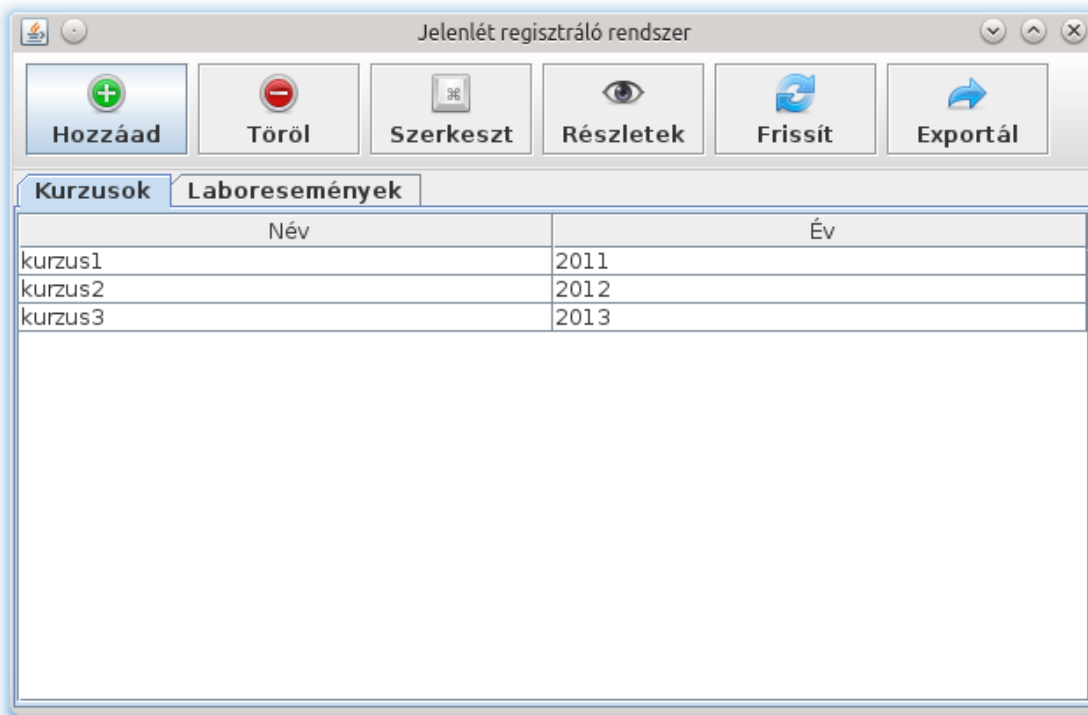 Jelenlét regisztráló rendszer
Hozzáad Töröl Szerkeszt Részletek Frissít Exportál
Kurzusok Laboresemények
Név Év
kurzus1 2011
kurzus2 2012
kurzus3 2013